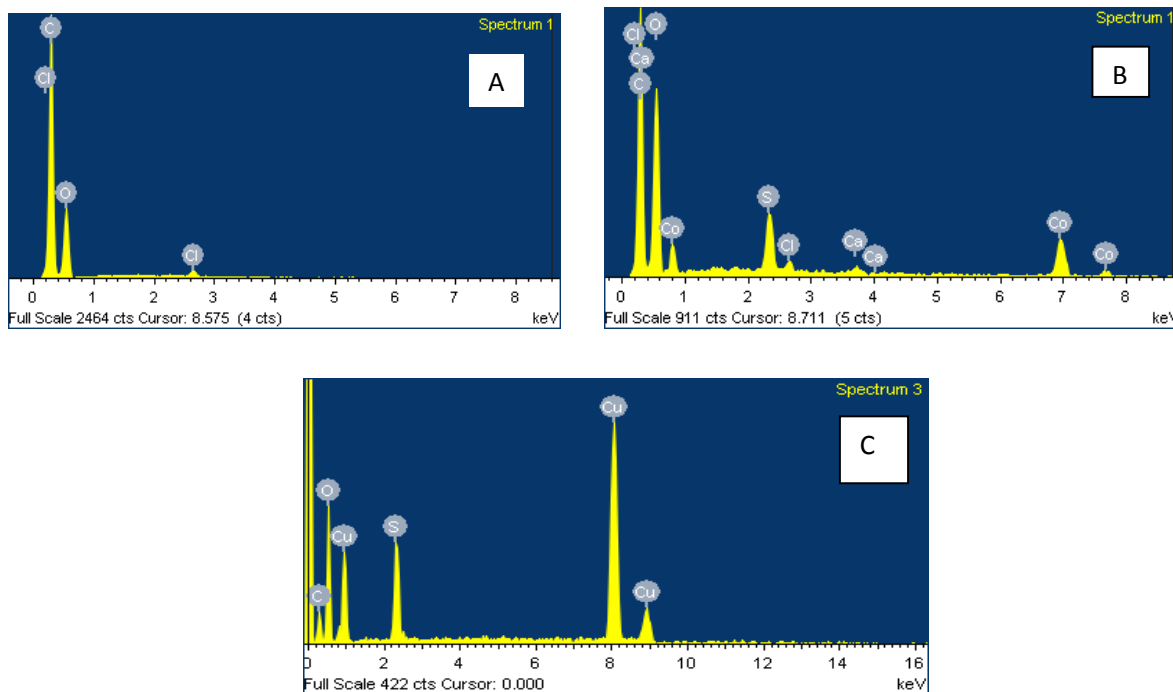 Spectrum 1
A
C
Cl
O
Cl
0 1 2 3 4 5 6 7 8
Full Scale 2464 cts Cursor: 8.575 (4 cts) keV
Spectrum 1
B
Cl O
Ca
C
Co S Cl Ca Ca Co Co
0 1 2 3 4 5 6 7 8
Full Scale 911 cts Cursor: 8.711 (5 cts) keV
Spectrum 3
C
Cu
O
Cu S
C Cu
0 2 4 6 8 10 12 14 16
Full Scale 422 cts Cursor: 0.000 keV